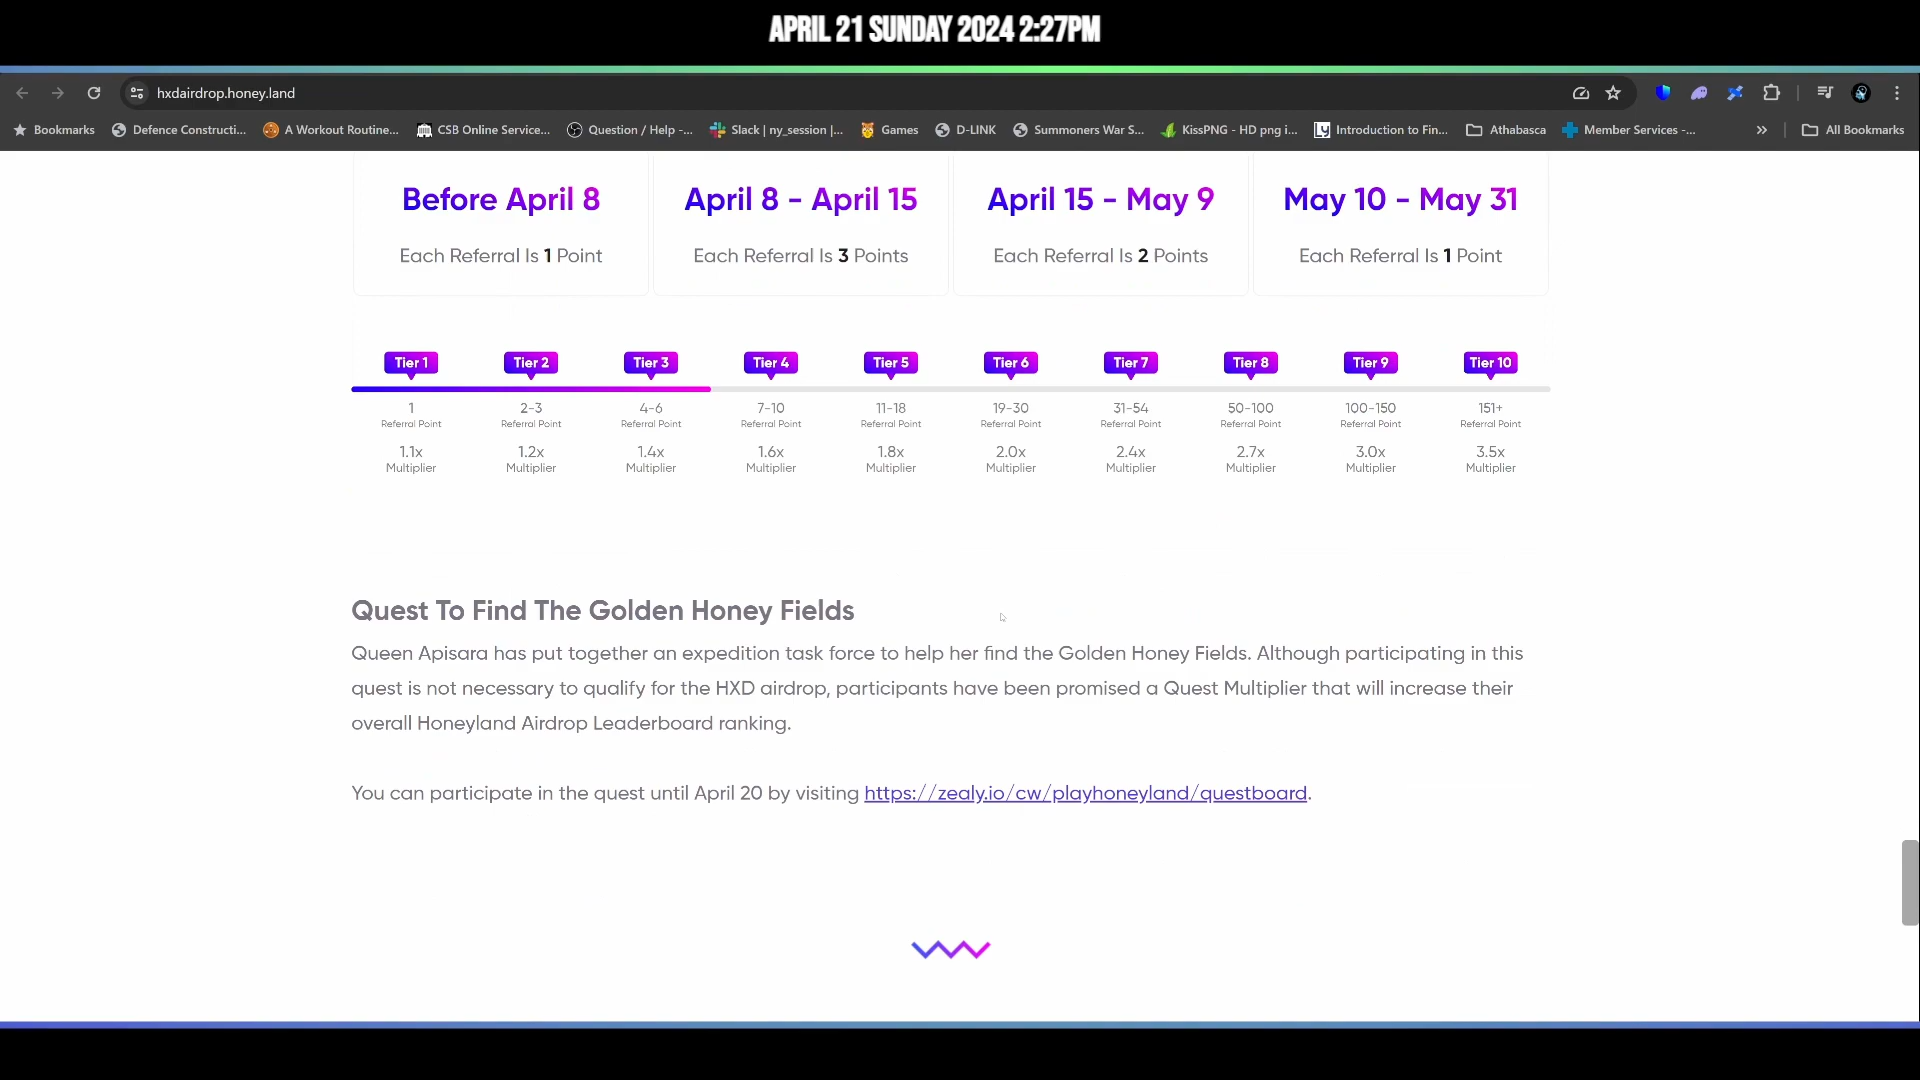 APRIL 21 SUNDAY 2024 2:27PM
hxdairdrop.honey.land
Bookmarks
Defence Constructi...
A Workout Routine...
CSB Online Service...
Question / Help -...
Slack | ny_session |...
Games
D-LINK
Summoners War S...
KissPNG - HD png i...
Introduction to Fin...
Athabasca
Member Services -...
All Bookmarks
Before April 8
Each Referral Is 1 Point
April 8 - April 15
Each Referral Is 3 Points
April 15 - May 9
Each Referral Is 2 Points
May 10 - May 31
Each Referral Is 1 Point
Tier 1
Tier 2
Tier 3
Tier 4
Tier 5
Tier 6
Tier 7
Tier 8
Tier 9
Tier 10
1
Referral Point
1.1x
Multiplier
2-3
Referral Point
1.2x
Multiplier
4-6
Referral Point
1.4x
Multiplier
7-10
Referral Point
1.6x
Multiplier
11-18
Referral Point
1.8x
Multiplier
19-30
Referral Point
2.0x
Multiplier
31-54
Referral Point
2.4x
Multiplier
50-100
Referral Point
2.7x
Multiplier
100-150
Referral Point
3.0x
Multiplier
151+
Referral Point
3.5x
Multiplier
Quest To Find The Golden Honey Fields
Queen Apisara has put together an expedition task force to help her find the Golden Honey Fields. Although participating in this
quest is not necessary to qualify for the HXD airdrop, participants have been promised a Quest Multiplier that will increase their
overall Honeyland Airdrop Leaderboard ranking.
You can participate in the quest until April 20 by visiting https://zealy.io/cw/playhoneyland/questboard.